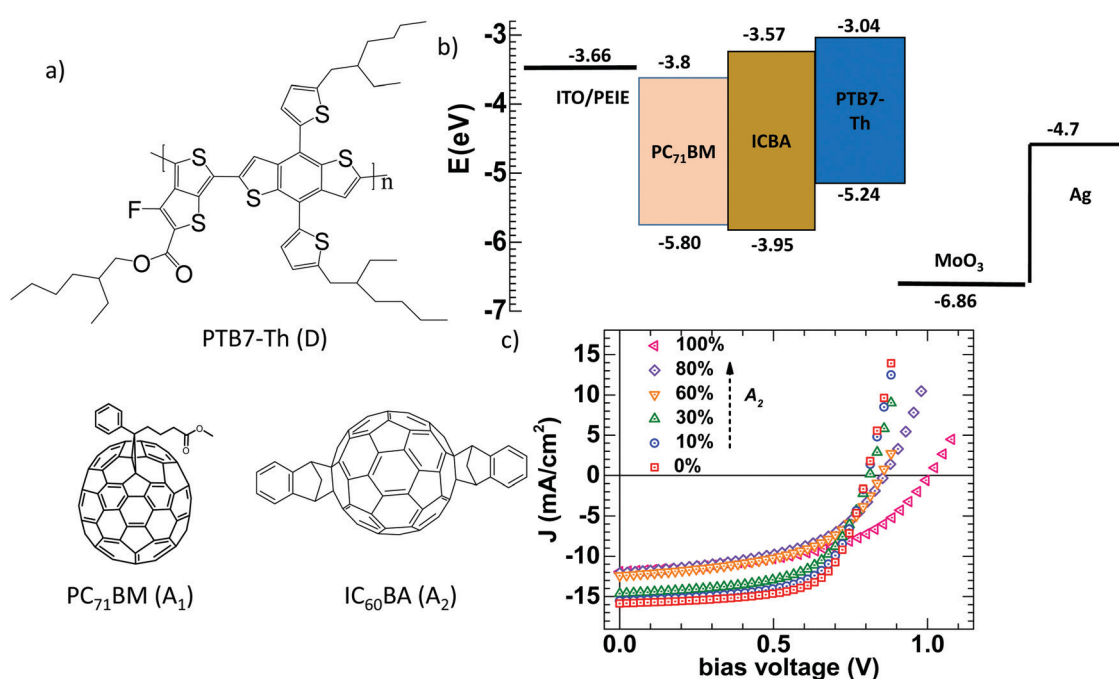 a)
S
S
S
S
F
S
S
O
O
n
PTB7-Th (D)
O
O
PC71BM (A1)
IC60BA (A2)
b)
E(eV)
-3
-4
-5
-6
-7
-3.66
ITO/PEIE
-3.8
PC71BM
-5.80
-3.57
ICBA
-3.95
-3.04
PTB7-
Th
-5.24
MoO3
-6.86
-4.7
Ag
c)
J (mA/cm2)
15
10
5
0
-5
-10
-15
100%
80%
60%
30%
10%
0%
A2
0.0
0.5
1.0
bias voltage (V)